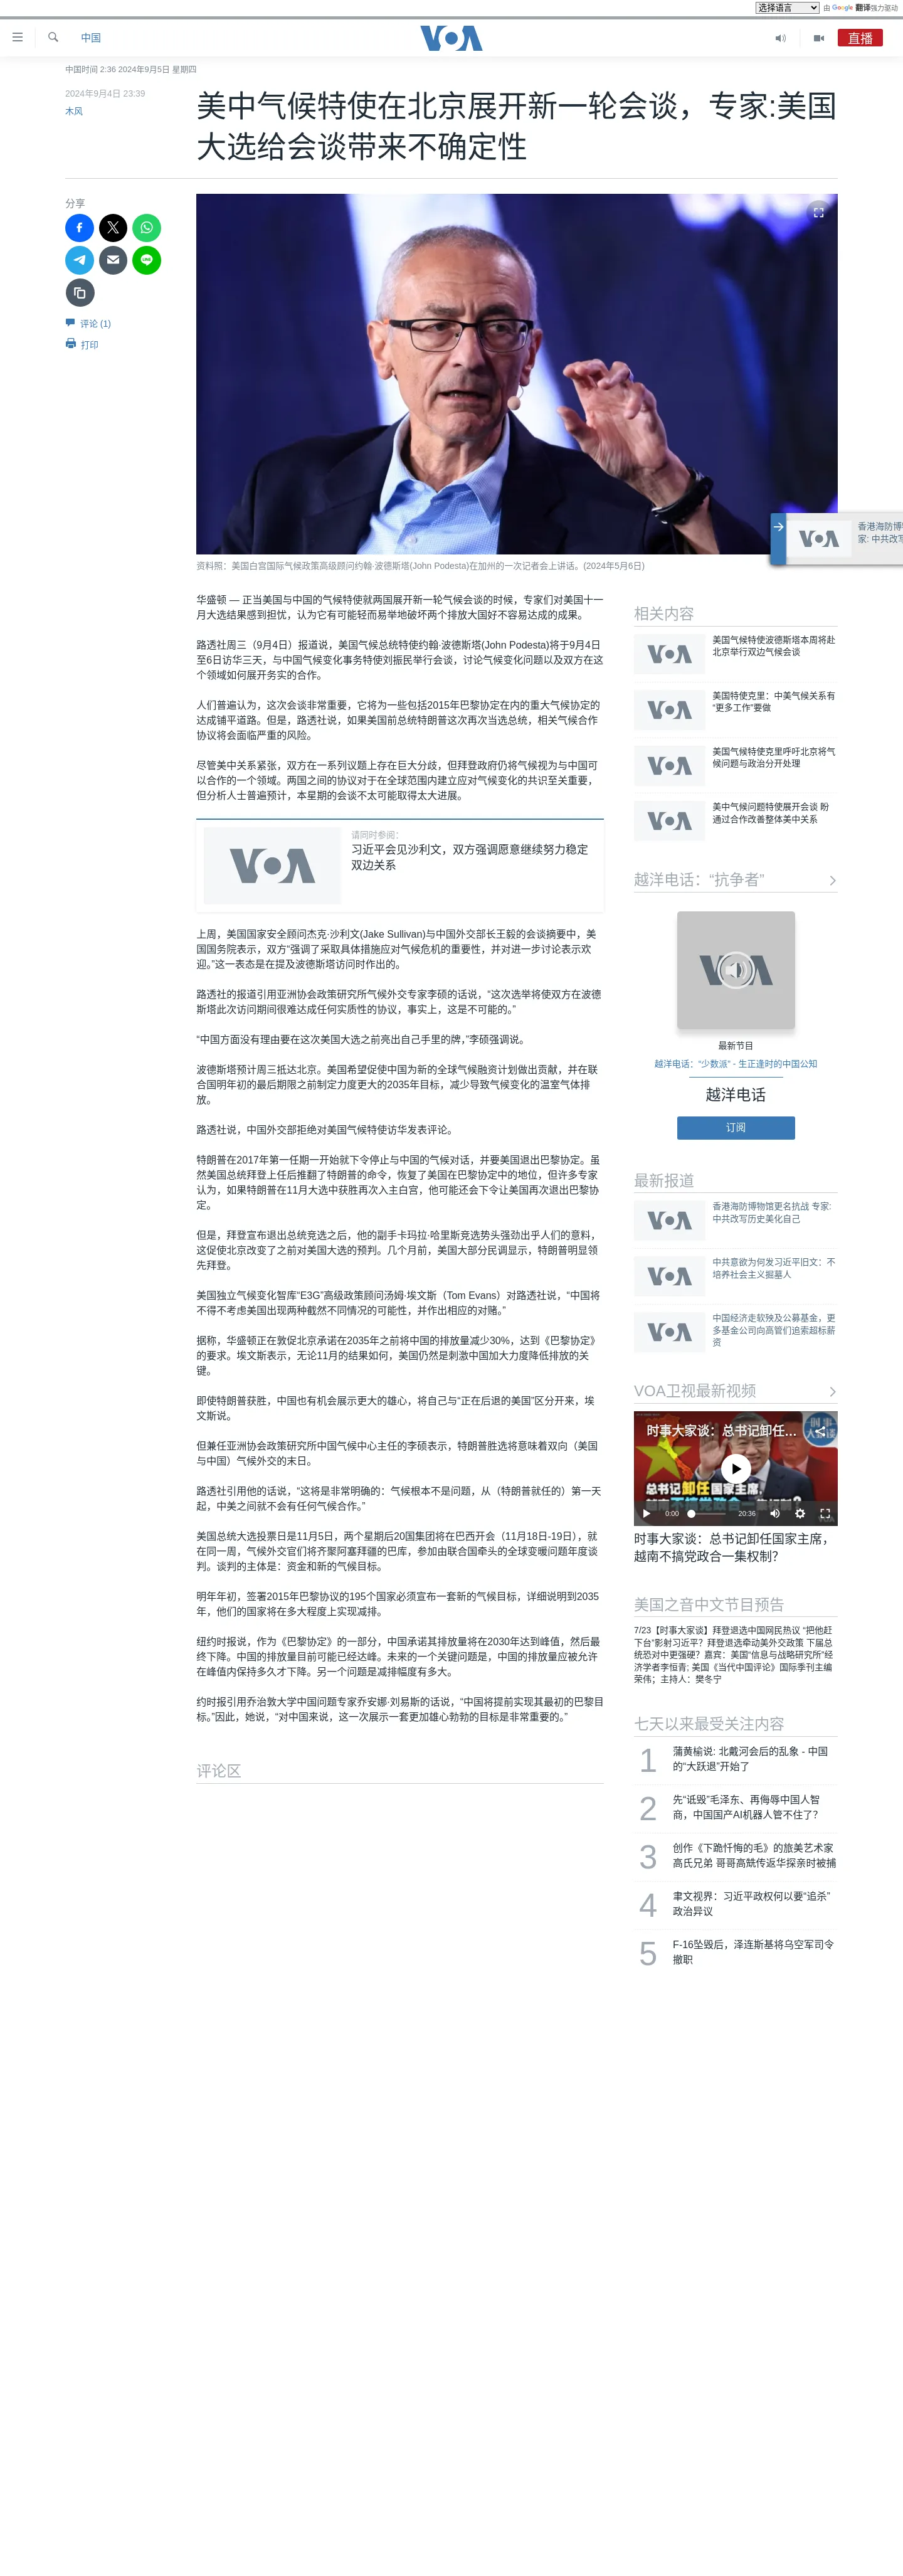 选择语言 由 Google 翻译强力驱动
中国
VOA
直播
中国时间 2:36 2024年9月5日 星期四
2024年9月4日 23:39
木风
美中气候特使在北京展开新一轮会谈，专家:美国
大选给会谈带来不确定性
分享
LINE
评论 (1)
打印
资料照：美国白宫国际气候政策高级顾问约翰·波德斯塔(John Podesta)在加州的一次记者会上讲话。(2024年5月6日)
VOA
香港海防博
家: 中共改写
华盛顿 — 正当美国与中国的气候特使就两国展开新一轮气候会谈的时候，专家们对美国十一
月大选结果感到担忧，认为它有可能轻而易举地破坏两个排放大国好不容易达成的成果。
路透社周三（9月4日）报道说，美国气候总统特使约翰·波德斯塔(John Podesta)将于9月4日
至6日访华三天，与中国气候变化事务特使刘振民举行会谈，讨论气候变化问题以及双方在这
个领域如何展开务实的合作。
人们普遍认为，这次会谈非常重要，它将为一些包括2015年巴黎协定在内的重大气候协定的
达成铺平道路。但是，路透社说，如果美国前总统特朗普这次再次当选总统，相关气候合作
协议将会面临严重的风险。
尽管美中关系紧张，双方在一系列议题上存在巨大分歧，但拜登政府仍将气候视为与中国可
以合作的一个领域。两国之间的协议对于在全球范围内建立应对气候变化的共识至关重要，
但分析人士普遍预计，本星期的会谈不太可能取得太大进展。
VOA
请同时参阅：
习近平会见沙利文，双方强调愿意继续努力稳定
双边关系
上周，美国国家安全顾问杰克·沙利文(Jake Sullivan)与中国外交部长王毅的会谈摘要中，美
国国务院表示，双方“强调了采取具体措施应对气候危机的重要性，并对进一步讨论表示欢
迎。”这一表态是在提及波德斯塔访问时作出的。
路透社的报道引用亚洲协会政策研究所气候外交专家李硕的话说，“这次选举将使双方在波德
斯塔此次访问期间很难达成任何实质性的协议，事实上，这是不可能的。”
“中国方面没有理由要在这次美国大选之前亮出自己手里的牌，”李硕强调说。
波德斯塔预计周三抵达北京。美国希望促使中国为新的全球气候融资计划做出贡献，并在联
合国明年初的最后期限之前制定力度更大的2035年目标，减少导致气候变化的温室气体排
放。
路透社说，中国外交部拒绝对美国气候特使访华发表评论。
特朗普在2017年第一任期一开始就下令停止与中国的气候对话，并要美国退出巴黎协定。虽
然美国总统拜登上任后推翻了特朗普的命令，恢复了美国在巴黎协定中的地位，但许多专家
认为，如果特朗普在11月大选中获胜再次入主白宫，他可能还会下令让美国再次退出巴黎协
定。
但是，拜登宣布退出总统竞选之后，他的副手卡玛拉·哈里斯竞选势头强劲出乎人们的意料，
这促使北京改变了之前对美国大选的预判。几个月前，美国大部分民调显示，特朗普明显领
先拜登。
美国独立气候变化智库“E3G”高级政策顾问汤姆·埃文斯（Tom Evans）对路透社说，“中国将
不得不考虑美国出现两种截然不同情况的可能性，并作出相应的对赌。”
据称，华盛顿正在敦促北京承诺在2035年之前将中国的排放量减少30%，达到《巴黎协定》
的要求。埃文斯表示，无论11月的结果如何，美国仍然是刺激中国加大力度降低排放的关
键。
即使特朗普获胜，中国也有机会展示更大的雄心，将自己与“正在后退的美国”区分开来，埃
文斯说。
但兼任亚洲协会政策研究所中国气候中心主任的李硕表示，特朗普胜选将意味着双向（美国
与中国）气候外交的末日。
路透社引用他的话说，“这将是非常明确的：气候根本不是问题，从（特朗普就任的）第一天
起，中美之间就不会有任何气候合作。”
美国总统大选投票日是11月5日，两个星期后20国集团将在巴西开会（11月18日-19日），就
在同一周，气候外交官们将齐聚阿塞拜疆的巴库，参加由联合国牵头的全球变暖问题年度谈
判。谈判的主体是：资金和新的气候目标。
明年年初，签署2015年巴黎协议的195个国家必须宣布一套新的气候目标，详细说明到2035
年，他们的国家将在多大程度上实现减排。
纽约时报说，作为《巴黎协定》的一部分，中国承诺其排放量将在2030年达到峰值，然后最
终下降。中国的排放量目前可能已经达峰。未来的一个关键问题是，中国的排放量应被允许
在峰值内保持多久才下降。另一个问题是减排幅度有多大。
约时报引用乔治敦大学中国问题专家乔安娜·刘易斯的话说，“中国将提前实现其最初的巴黎目
标。”因此，她说，“对中国来说，这一次展示一套更加雄心勃勃的目标是非常重要的。”
评论区
相关内容
VOA
美国气候特使波德斯塔本周将赴
北京举行双边气候会谈
VOA
美国特使克里：中美气候关系有
“更多工作”要做
VOA
美国气候特使克里呼吁北京将气
候问题与政治分开处理
VOA
美中气候问题特使展开会谈 盼
通过合作改善整体美中关系
越洋电话：“抗争者”
VOA
最新节目
越洋电话：“少数派” - 生正逢时的中国公知
越洋电话
订阅
最新报道
VOA
香港海防博物馆更名抗战 专家:
中共改写历史美化自己
VOA
中共意欲为何发习近平旧文：不
培养社会主义掘墓人
VOA
中国经济走软殃及公募基金，更
多基金公司向高管们追索超标薪
资
VOA卫视最新视频
时事大家谈：总书记卸任…
时事
大家谈
总书记卸任国家主席，
越南不搞党政合一集权制？
0:00
20:36
时事大家谈：总书记卸任国家主席，
越南不搞党政合一集权制？
美国之音中文节目预告
7/23【时事大家谈】拜登退选中国网民热议 “把他赶
下台”影射习近平？拜登退选牵动美外交政策 下届总
统恐对中更强硬？嘉宾：美国“信息与战略研究所”经
济学者李恒青; 美国《当代中国评论》国际季刊主编
荣伟；主持人：樊冬宁
七天以来最受关注内容
1
蒲黄榆说: 北戴河会后的乱象 - 中国
的“大跃退”开始了
2
先“诋毁”毛泽东、再侮辱中国人智
商，中国国产AI机器人管不住了？
3
创作《下跪忏悔的毛》的旅美艺术家
高氏兄弟 哥哥高兟传返华探亲时被捕
4
聿文视界：习近平政权何以要“追杀”
政治异议
5
F-16坠毁后，泽连斯基将乌空军司令
撤职